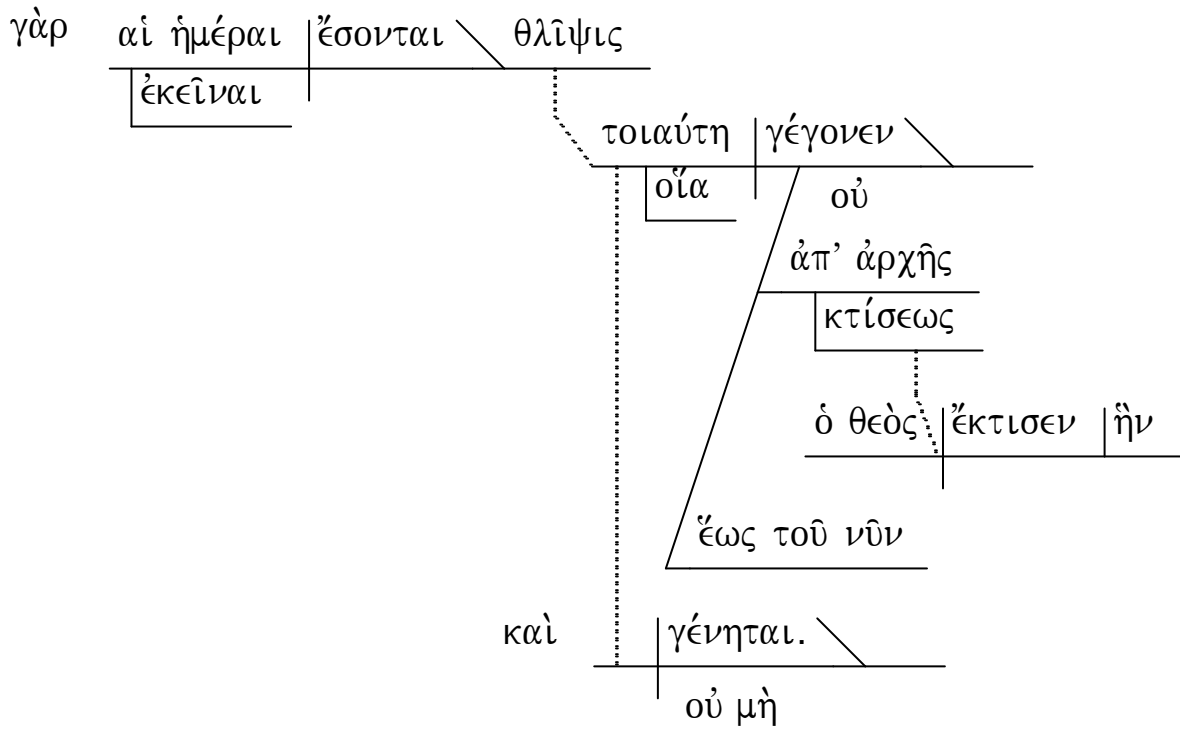 γὰρ αἱ ἡμέραι ἔσονται θλῖψις
ἐκεῖναι
τοιαύτη γέγονεν
οἵα οὐ
ἀπ’ ἀρχῆς
κτίσεως
ὁ θεὸς ἔκτισεν ἣν
ἕως τοῦ νῦν
καὶ γένηται.
οὐ μὴ